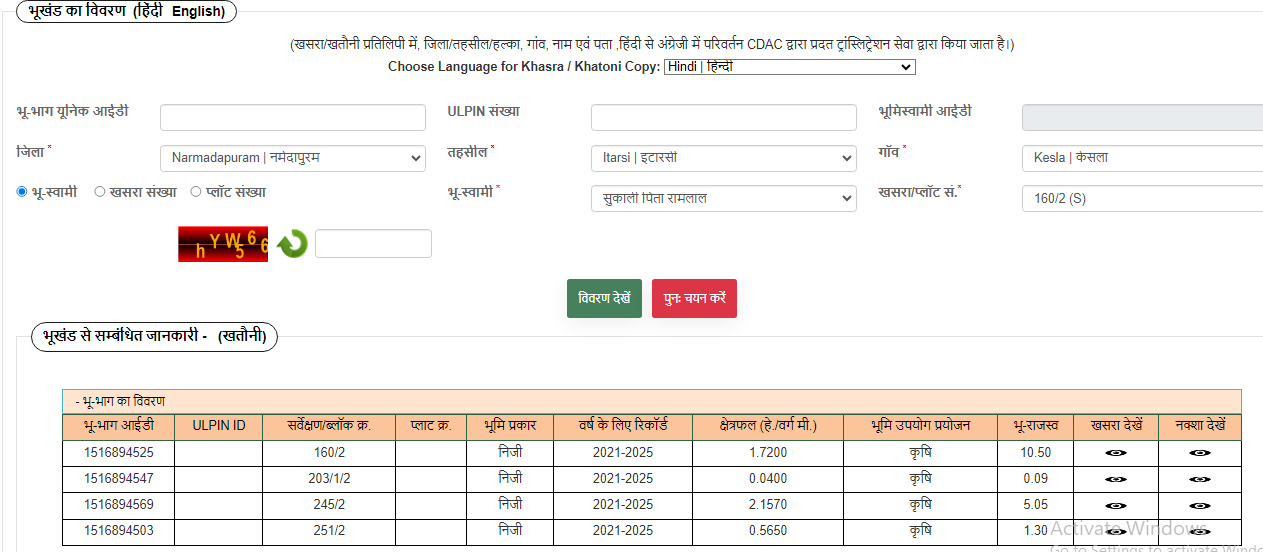 भूखंड का विवरण (हिंदी English)
(खसरा/खतौनी प्रतिलिपी में, जिला/तहसील/हल्का, गांव, नाम एवं पता ,हिंदी से अंग्रेजी में परिवर्तन CDAC द्वारा प्रदत ट्रांस्लिट्रेशन सेवा द्वारा किया जाता है।)
Choose Language for Khasra / Khatoni Copy: Hindi | हिन्दी
भू-भाग यूनिक आईडी ULPIN संख्या भूमिस्वामी आईडी
जिला * Narmadapuram | नर्मदापुरम तहसील * Itarsi | इटारसी गाँव * Kesla | केसला
भू-स्वामी खसरा संख्या प्लॉट संख्या भू-स्वामी * सुकाली पिता रामलाल खसरा/प्लॉट सं.* 160/2 (S)
hYW566
विवरण देखें पुनः चयन करें
भूखंड से सम्बंधित जानकारी - (खतौनी)
- भू-भाग का विवरण
भू-भाग आईडी ULPIN ID सर्वेक्षण/ब्लॉक क्र. प्लाट क्र. भूमि प्रकार वर्ष के लिए रिकॉर्ड क्षेत्रफल (हे./वर्ग मी.) भूमि उपयोग प्रयोजन भू-राजस्व खसरा देखें नक्शा देखें
1516894525 160/2 निजी 2021-2025 1.7200 कृषि 10.50
1516894547 203/1/2 निजी 2021-2025 0.0400 कृषि 0.09
1516894569 245/2 निजी 2021-2025 2.1570 कृषि 5.05
1516894503 251/2 निजी 2021-2025 0.5650 कृषि 1.30
Activate Windows
Go to Settings to activate Windo